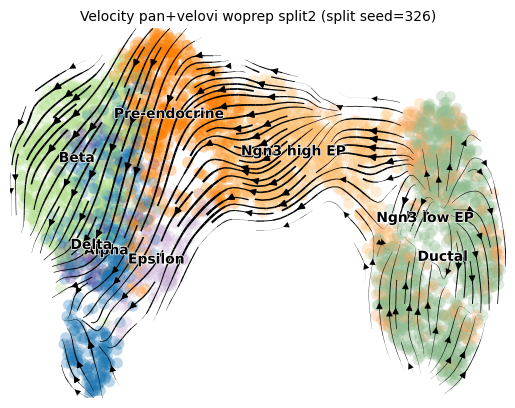 Velocity pan+velovi woprep split2 (split seed=326)
Pre-endocrine
Ngn3 high EP
Beta
Ngn3 low EP
Delta
Alpha
Epsilon
Ductal